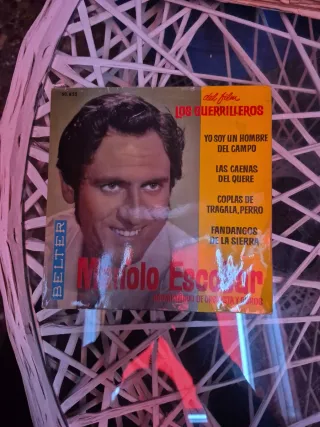 del film
LOS GUERRILLEROS
YO SOY UN HOMBRE
DEL CAMPO
LAS CAENAS
DEL QUERE
COPLAS DE
TRAGALA, PERRO
FANDANGOS
DE LA SIERRA
BELTER
Manolo Escobar